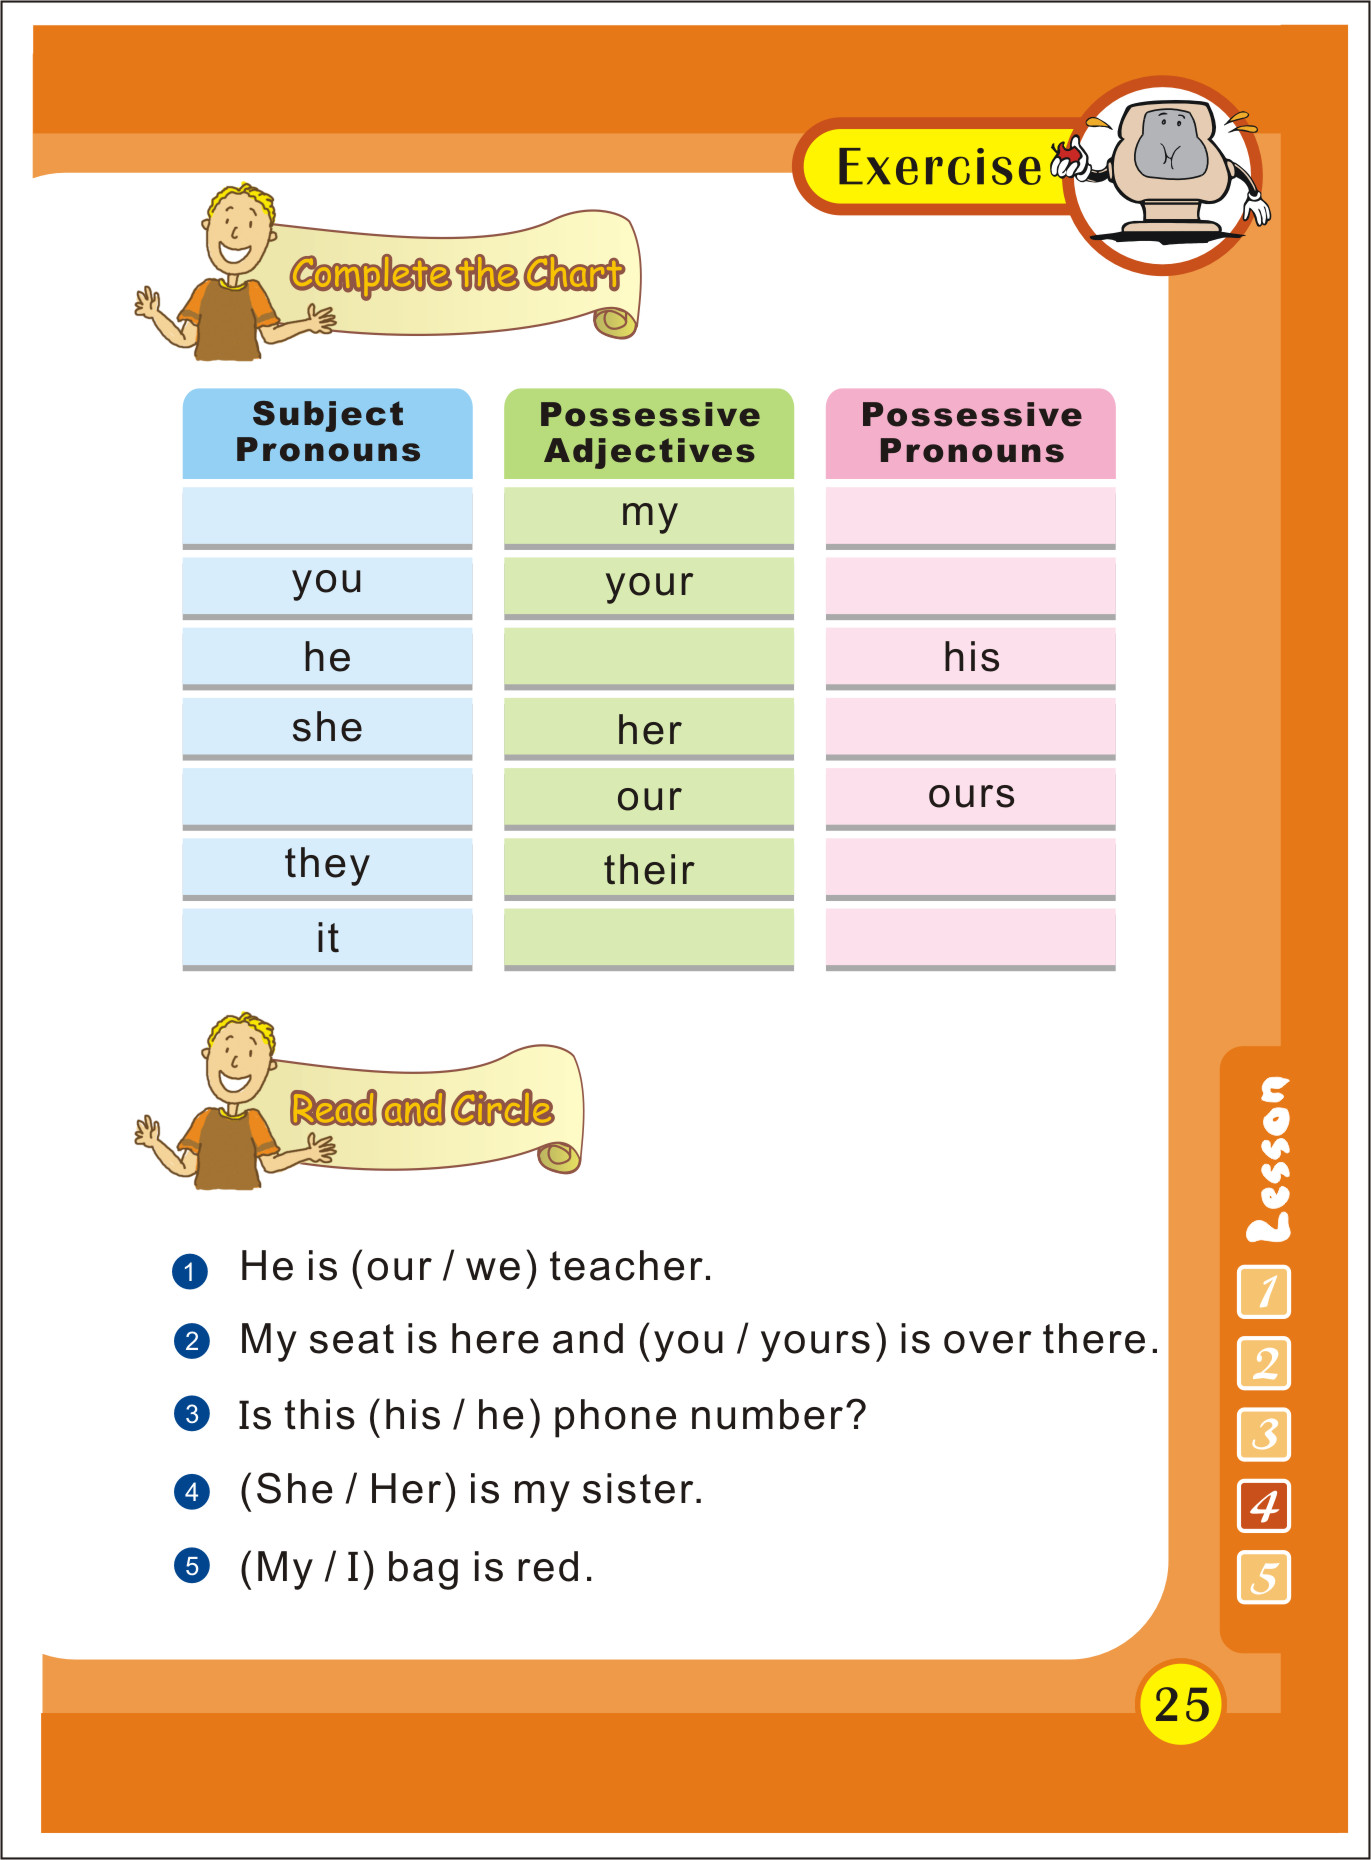 Exercise
Complete the Chart
Subject Pronouns
Possessive Adjectives
Possessive Pronouns
my
you
your
he
his
she
her
our
ours
they
their
it
Read and Circle
1 He is (our / we) teacher.
2 My seat is here and (you / yours) is over there.
3 Is this (his / he) phone number?
4 (She / Her) is my sister.
5 (My / I) bag is red.
Lesson
1
2
3
4
5
25